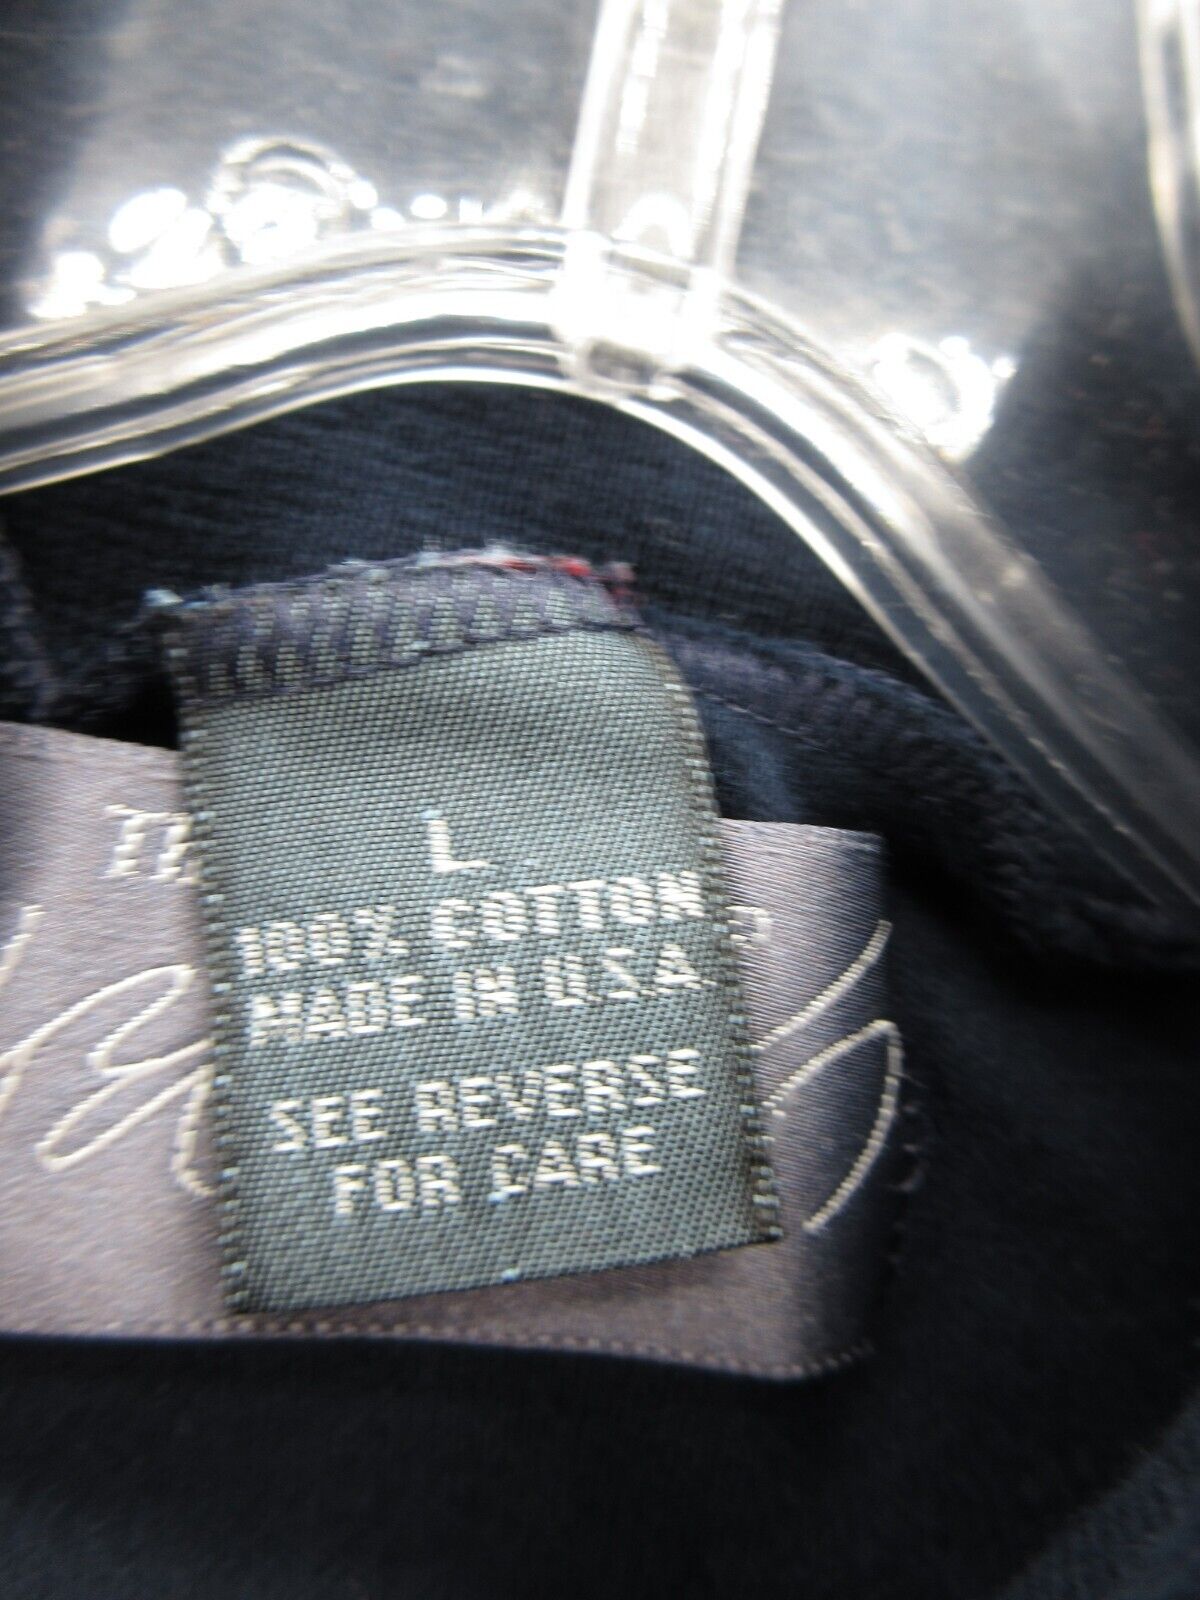 L
100% COTTON
MADE IN U.S.A.
SEE REVERSE
FOR CARE